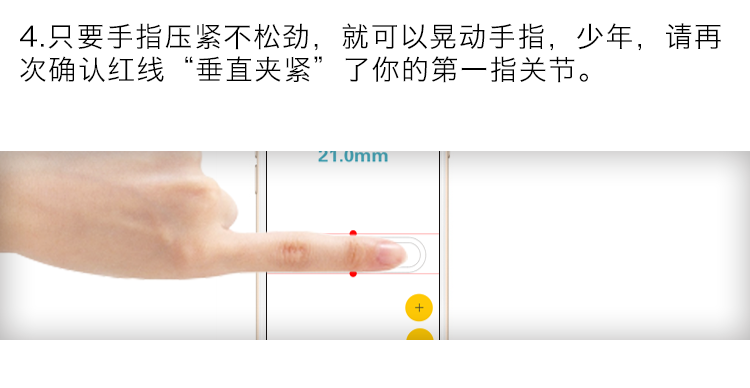 4.只要手指压紧不松劲，就可以晃动手指，少年，请再
次确认红线“垂直夹紧”了你的第一指关节。
21.0mm
+